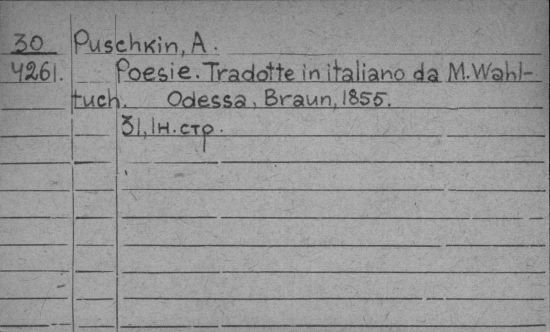 30 Puschkin, A.
4261. Poesie. Tradotte in italiano da M. Wahl-
tuch. Odessa, Braun, 1855.
31, 1н. стр.